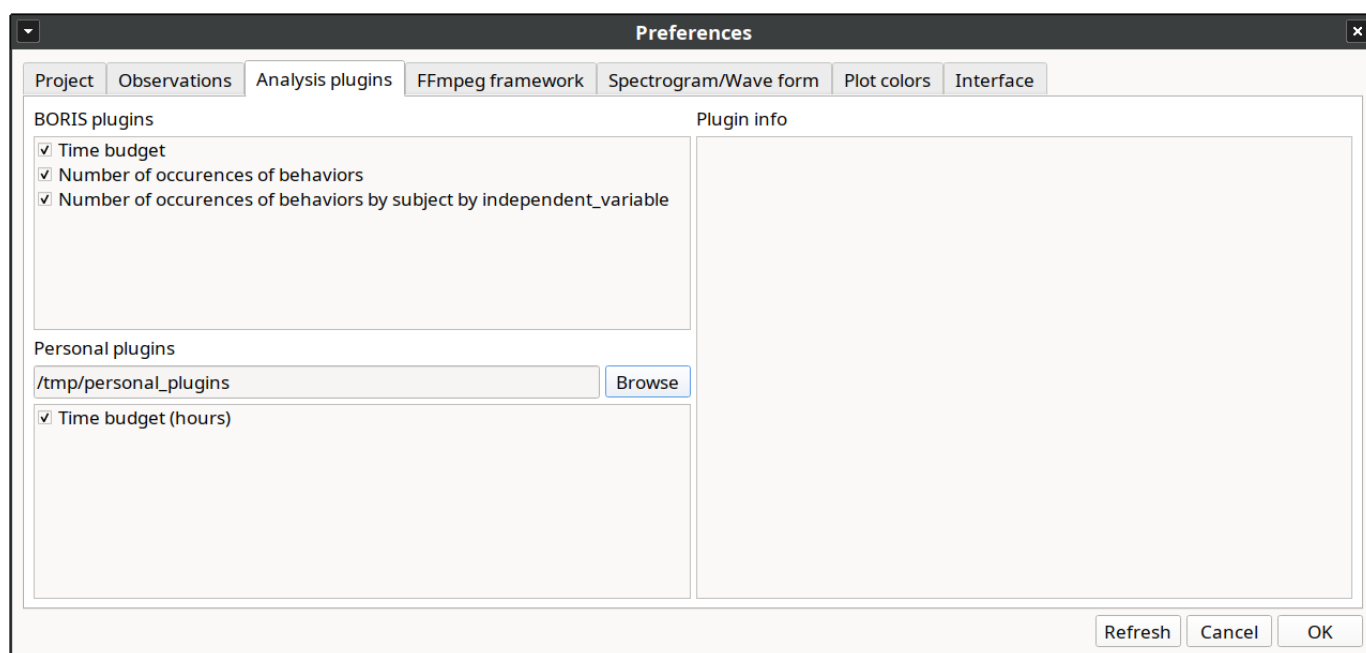 Preferences
Project Observations Analysis plugins FFmpeg framework Spectrogram/Wave form Plot colors Interface
BORIS plugins
Time budget
Number of occurences of behaviors
Number of occurences of behaviors by subject by independent_variable
Personal plugins
/tmp/personal_plugins Browse
Time budget (hours)
Plugin info
Refresh Cancel OK